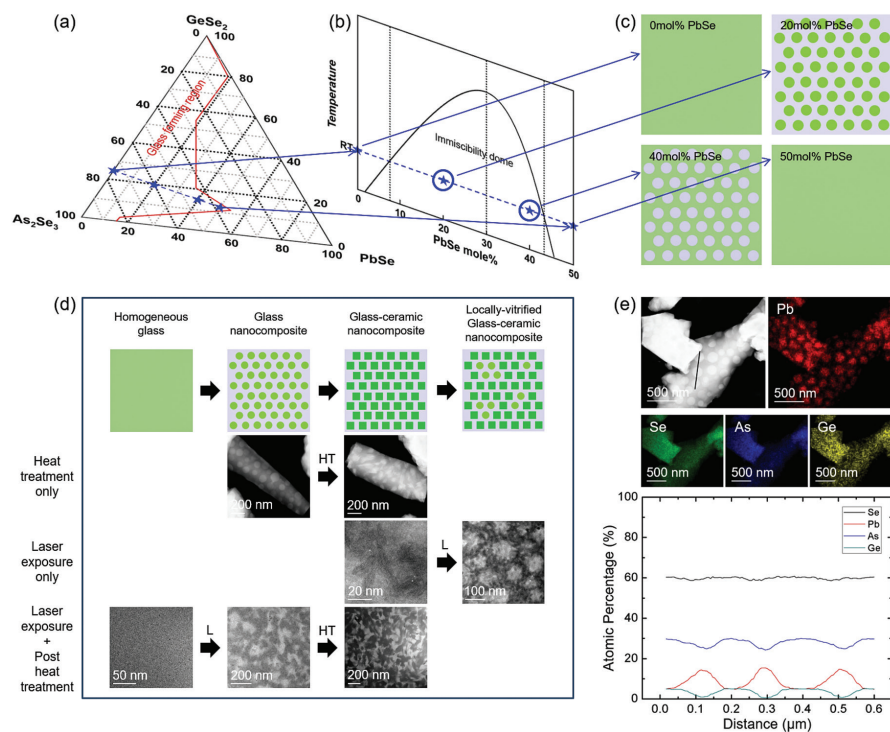 (a)
GeSe2
0
100
20
80
40
60
60
40
80
20
100
0
As2Se3
0
20
40
60
80
100
PbSe
Glass forming region
(b)
Temperature
RT
Immiscibility dome
0
10
20
30
40
50
PbSe mole%
(c)
0mol% PbSe
20mol% PbSe
40mol% PbSe
50mol% PbSe
(d)
Homogeneous
glass
Glass
nanocomposite
Glass-ceramic
nanocomposite
Locally-vitrified
Glass-ceramic
nanocomposite
Heat
treatment
only
200 nm
HT
200 nm
Laser
exposure
only
20 nm
L
100 nm
Laser
exposure
+
Post
heat
treatment
50 nm
L
200 nm
HT
200 nm
(e)
500 nm
Pb
500 nm
Se
500 nm
As
500 nm
Ge
500 nm
Atomic Percentage (%)
100
80
60
40
20
0
Se
Pb
As
Ge
0.0
0.1
0.2
0.3
0.4
0.5
0.6
Distance (μm)